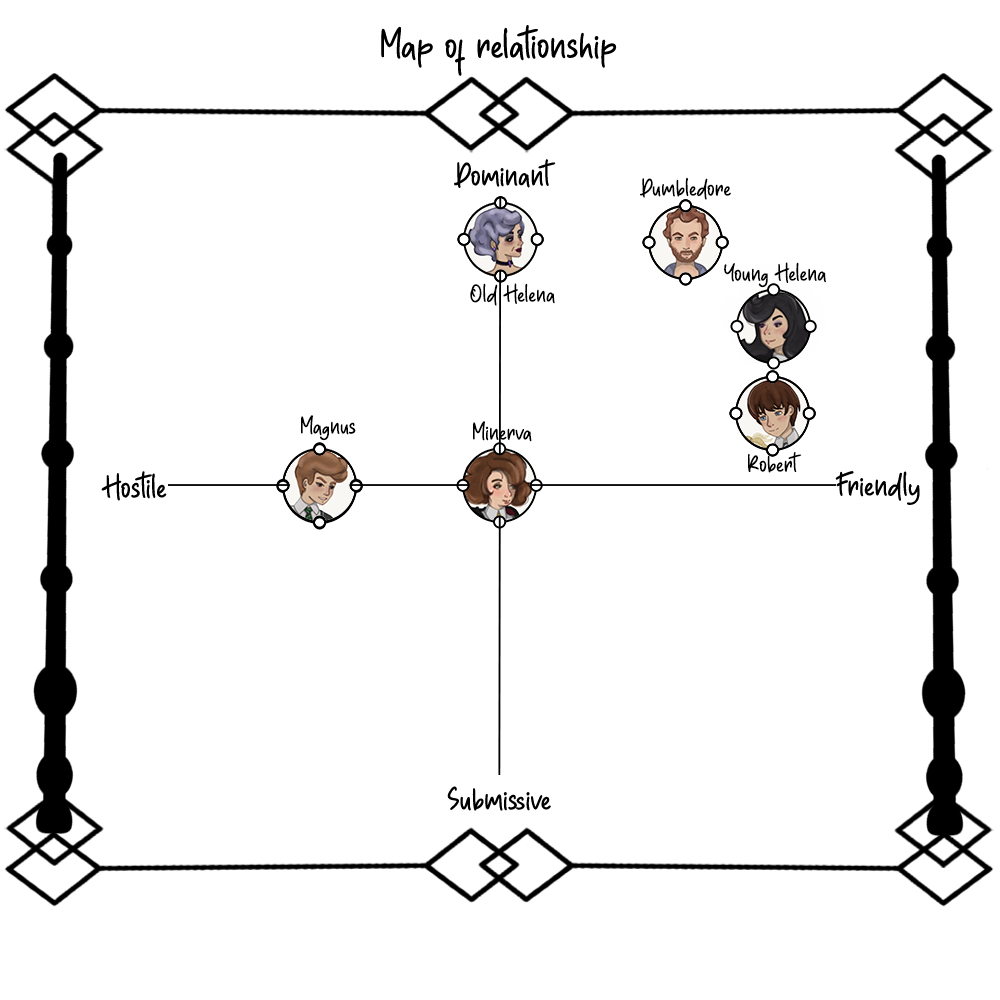 Map of relationship
Dominant
Dumbledore
Young Helena
Old Helena
Magnus
Minerva
Robert
Hostile
Friendly
Submissive